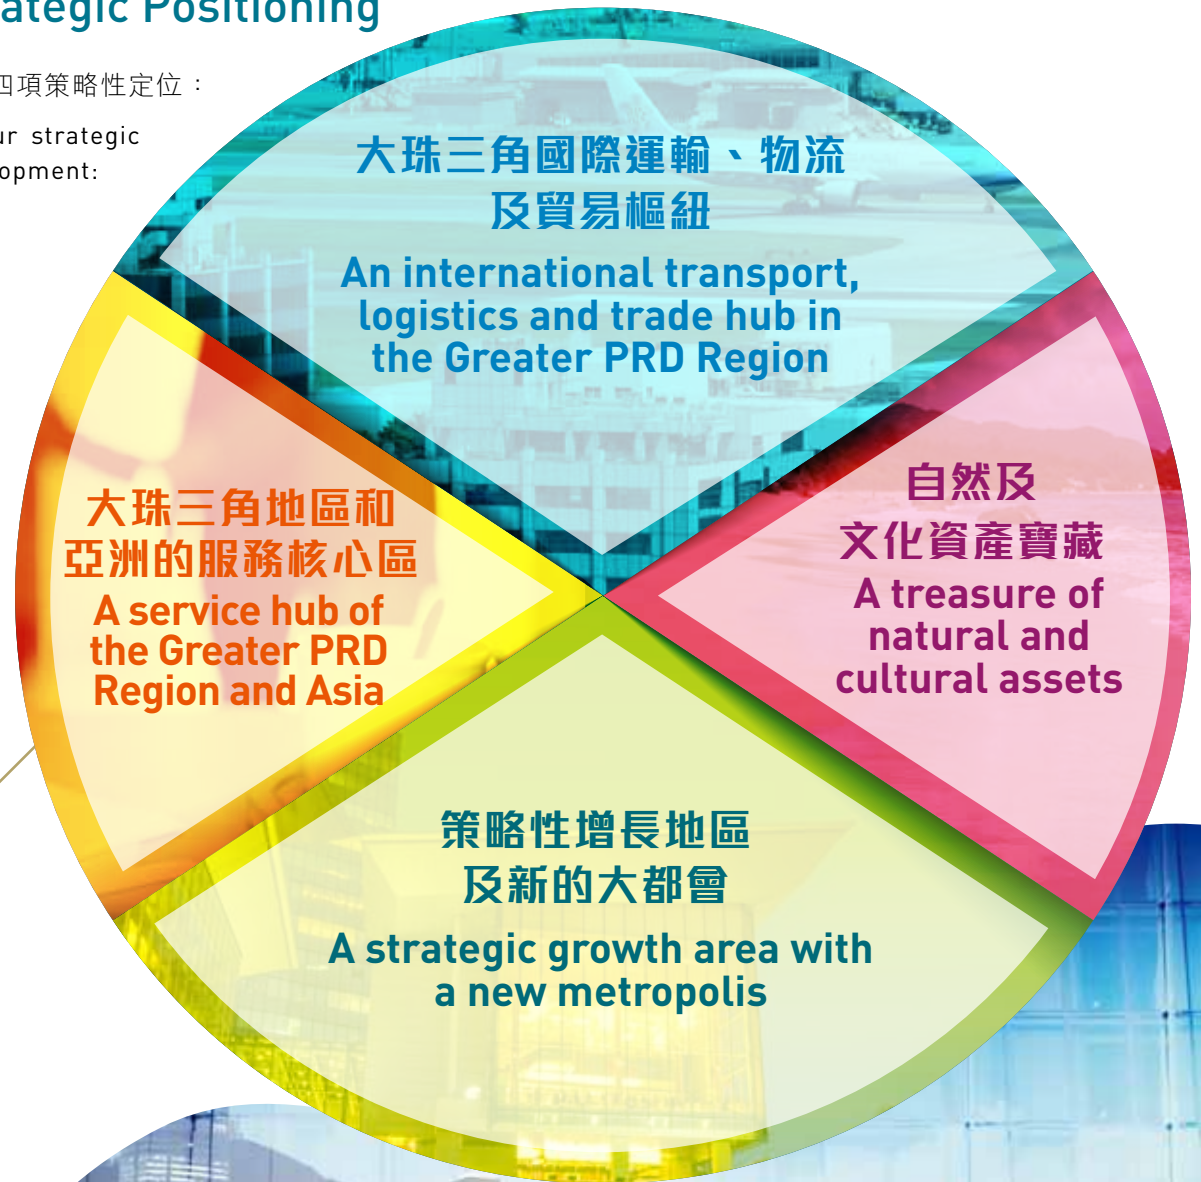 ategic Positioning
四項策略性定位：
ur strategic
opment:
大珠三角國際運輸、物流
及貿易樞紐
An international transport,
logistics and trade hub in
the Greater PRD Region
大珠三角地區和
亞洲的服務核心區
A service hub of
the Greater PRD
Region and Asia
自然及
文化資產寶藏
A treasure of
natural and
cultural assets
策略性增長地區
及新的大都會
A strategic growth area with
a new metropolis